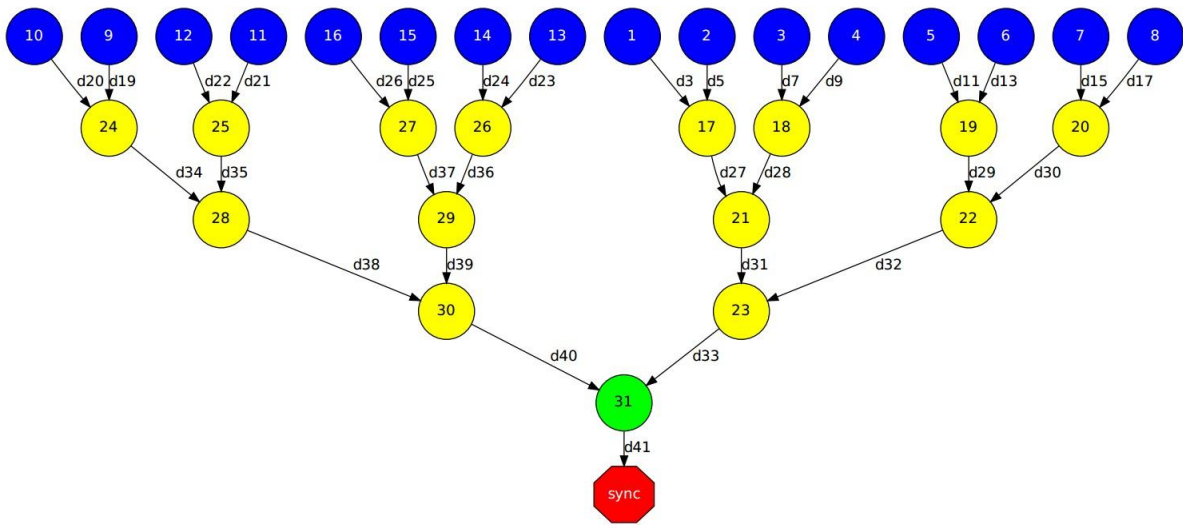 10 9 12 11 16 15 14 13 1 2 3 4 5 6 7 8
d20 d19 d22 d21 d26 d25 d24 d23 d3 d5 d7 d9 d11 d13 d15 d17
24 25 27 26 17 18 19 20
d34 d35 d37 d36 d27 d28 d29 d30
28 29 21 22
d38 d39 d31 d32
30 23
d40 d33
31
d41
sync